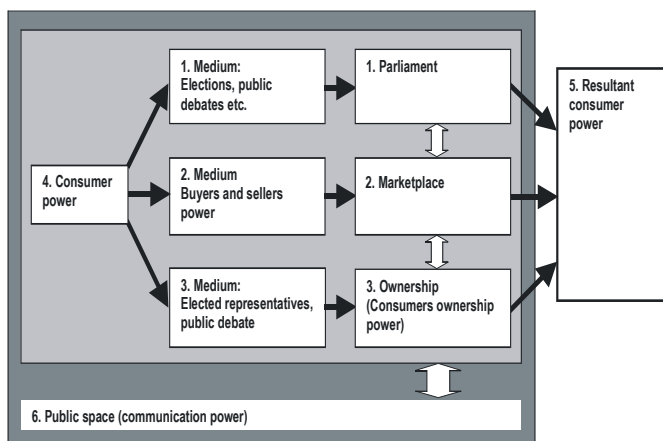 1. Medium:
Elections, public
debates etc.
1. Parliament
5. Resultant
consumer
power
4. Consumer
power
2. Medium
Buyers and sellers
power
2. Marketplace
3. Medium:
Elected representatives,
public debate
3. Ownership
(Consumers ownership
power)
6. Public space (communication power)